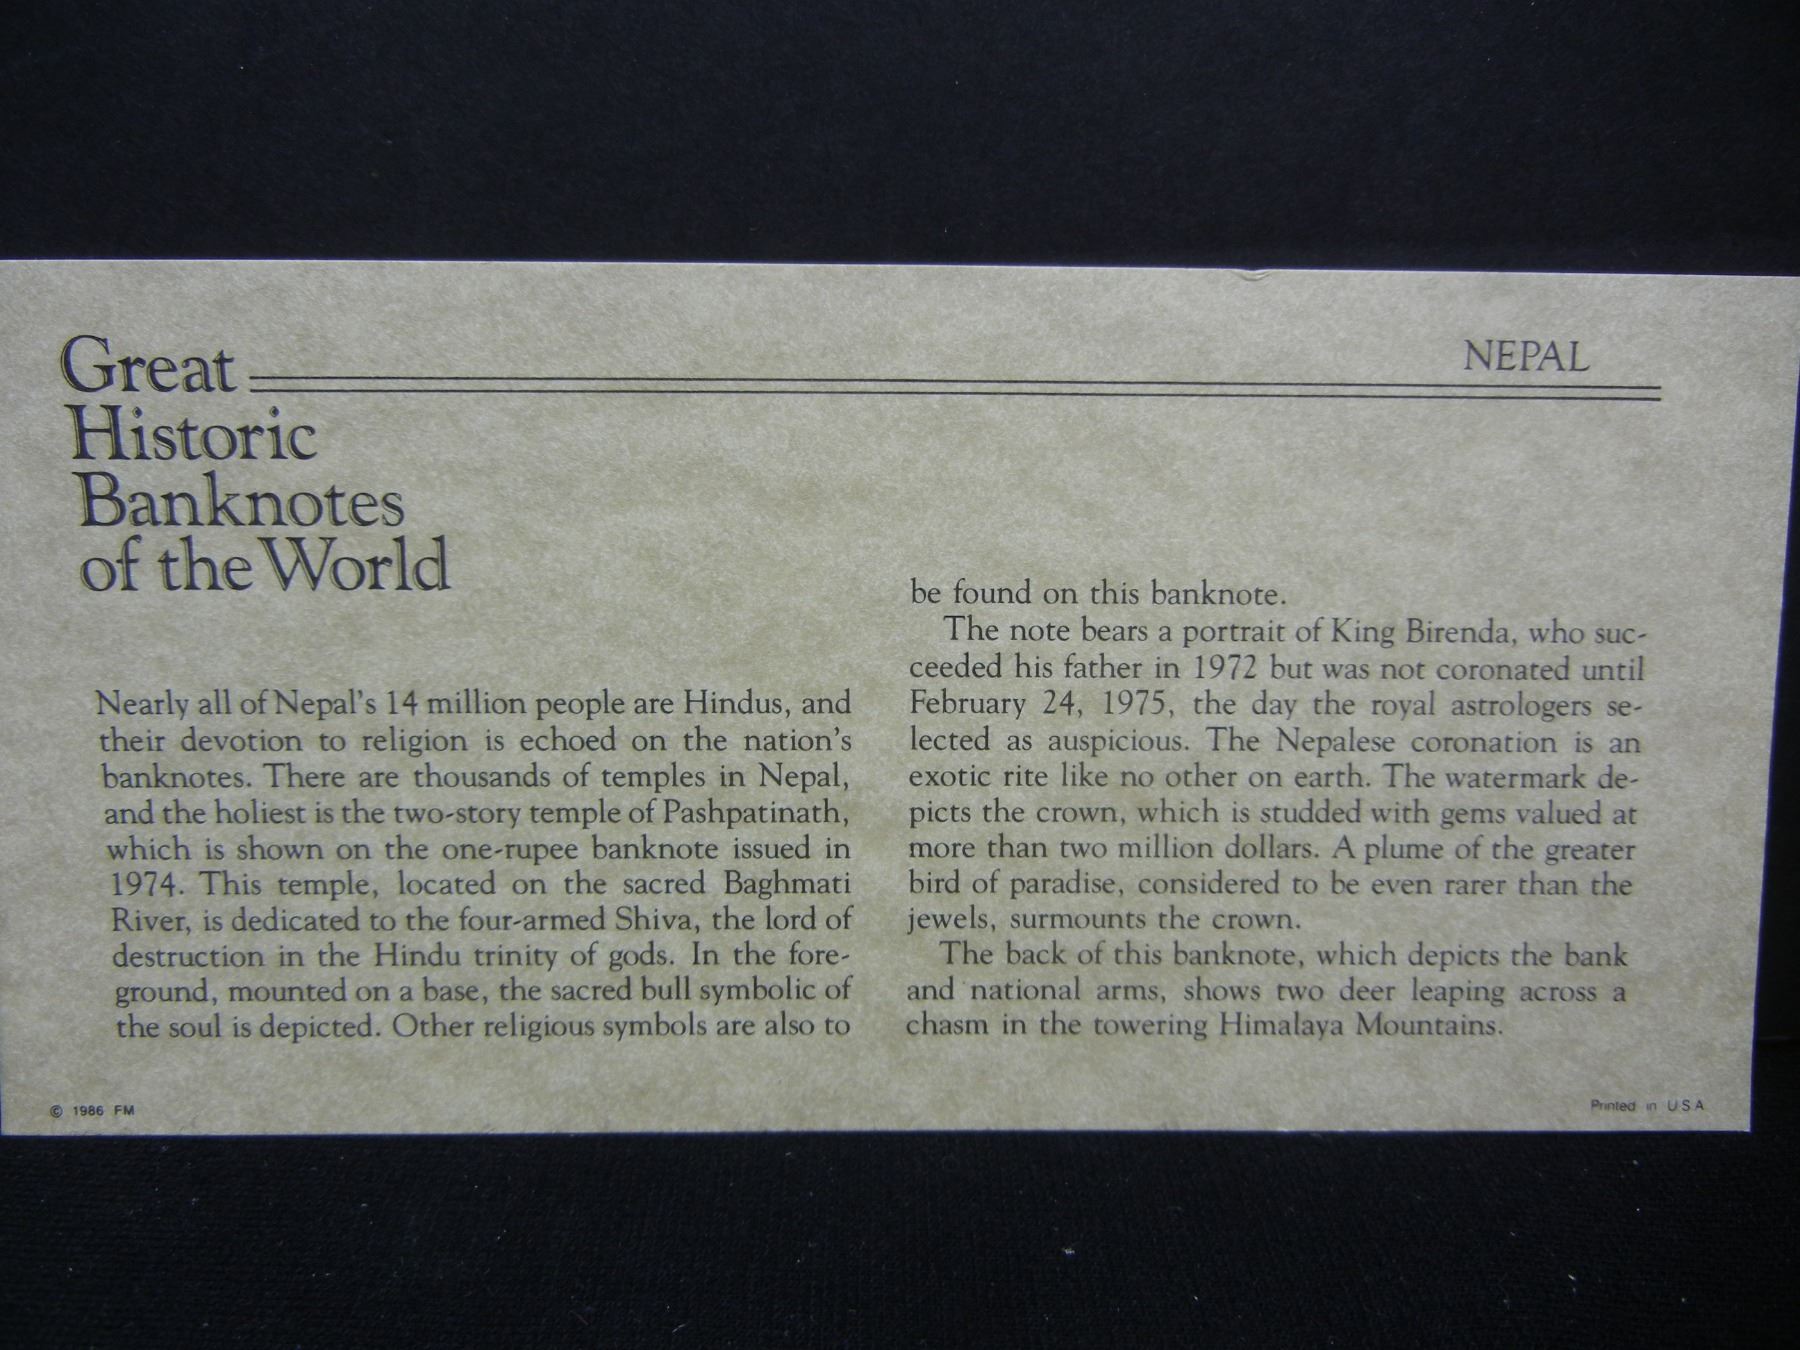 Great
Historic
Banknotes
of the World
NEPAL
Nearly all of Nepal's 14 million people are Hindus, and
their devotion to religion is echoed on the nation's
banknotes. There are thousands of temples in Nepal,
and the holiest is the two-story temple of Pashpatinath,
which is shown on the one-rupee banknote issued in
1974. This temple, located on the sacred Baghmati
River, is dedicated to the four-armed Shiva, the lord of
destruction in the Hindu trinity of gods. In the fore-
ground, mounted on a base, the sacred bull symbolic of
the soul is depicted. Other religious symbols are also to
be found on this banknote.
The note bears a portrait of King Birenda, who suc-
ceeded his father in 1972 but was not coronated until
February 24, 1975, the day the royal astrologers se-
lected as auspicious. The Nepalese coronation is an
exotic rite like no other on earth. The watermark de-
picts the crown, which is studded with gems valued at
more than two million dollars. A plume of the greater
bird of paradise, considered to be even rarer than the
jewels, surmounts the crown.
The back of this banknote, which depicts the bank
and national arms, shows two deer leaping across a
chasm in the towering Himalaya Mountains.
© 1986 FM
Printed in U S A